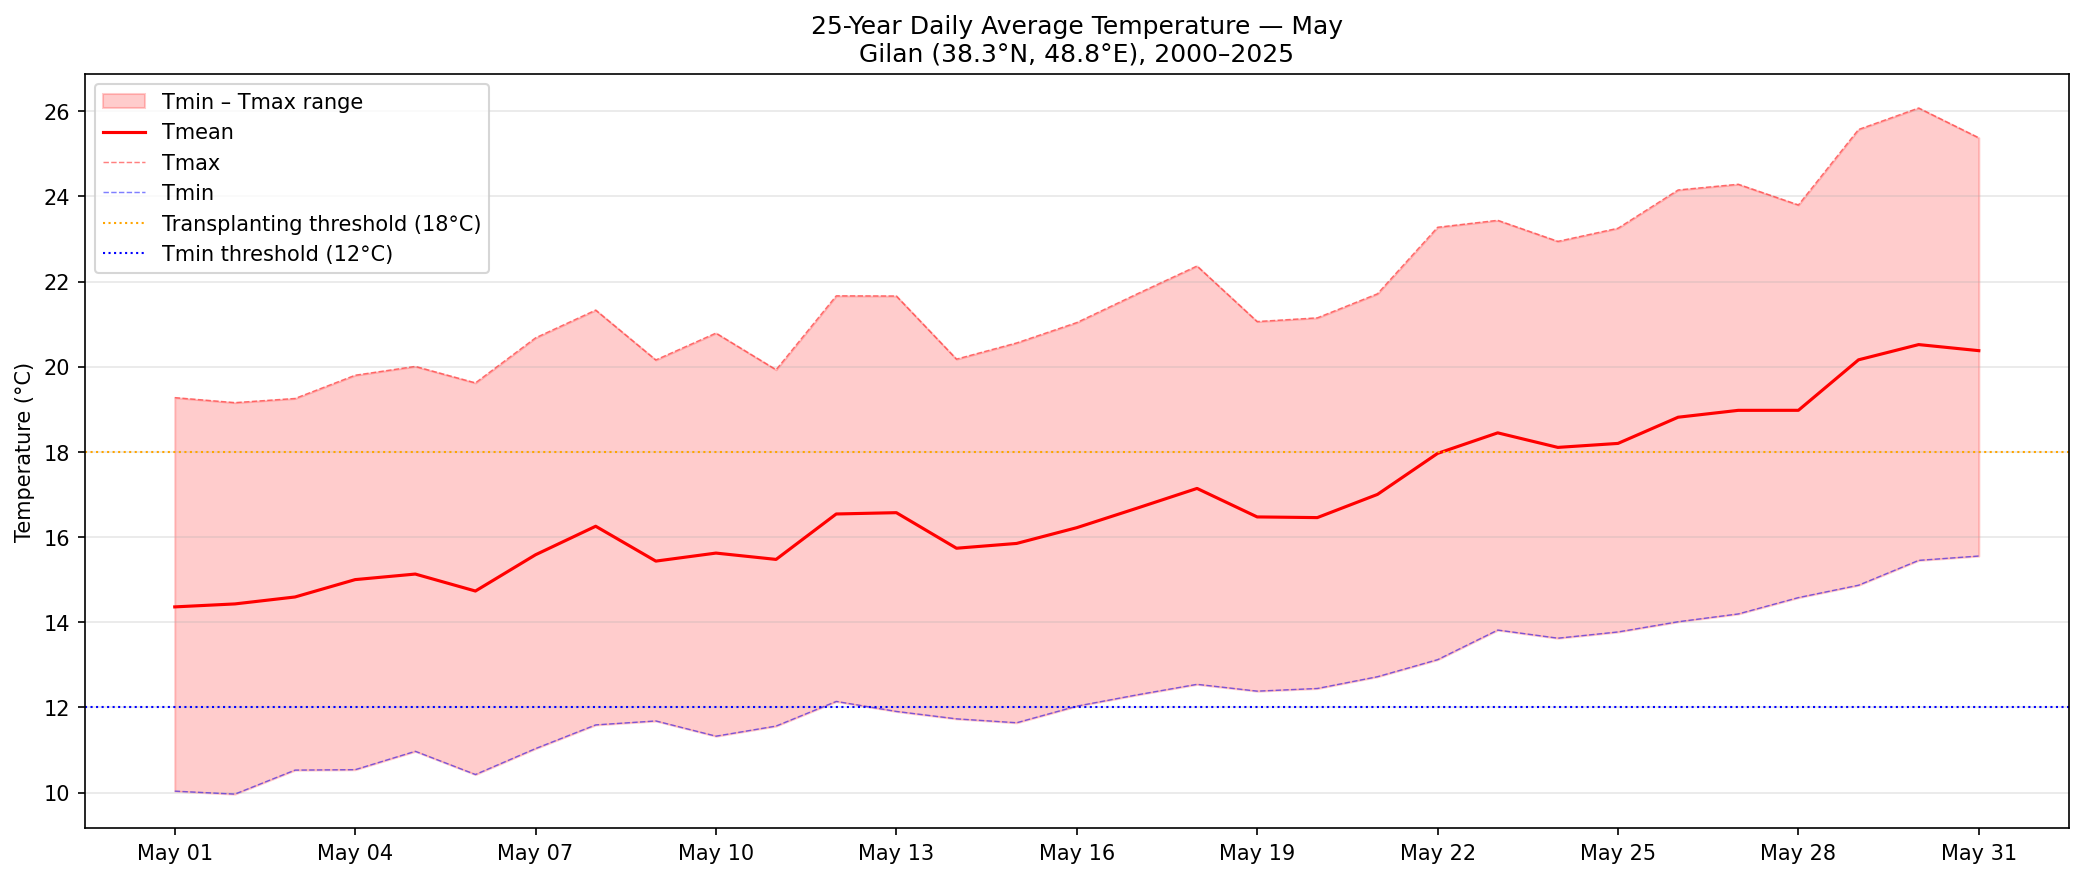 25-Year Daily Average Temperature — May
Gilan (38.3°N, 48.8°E), 2000–2025
Tmin – Tmax range
Tmean
Tmax
Tmin
Transplanting threshold (18°C)
Tmin threshold (12°C)
Temperature (°C)
26
24
22
20
18
16
14
12
10
May 01
May 04
May 07
May 10
May 13
May 16
May 19
May 22
May 25
May 28
May 31